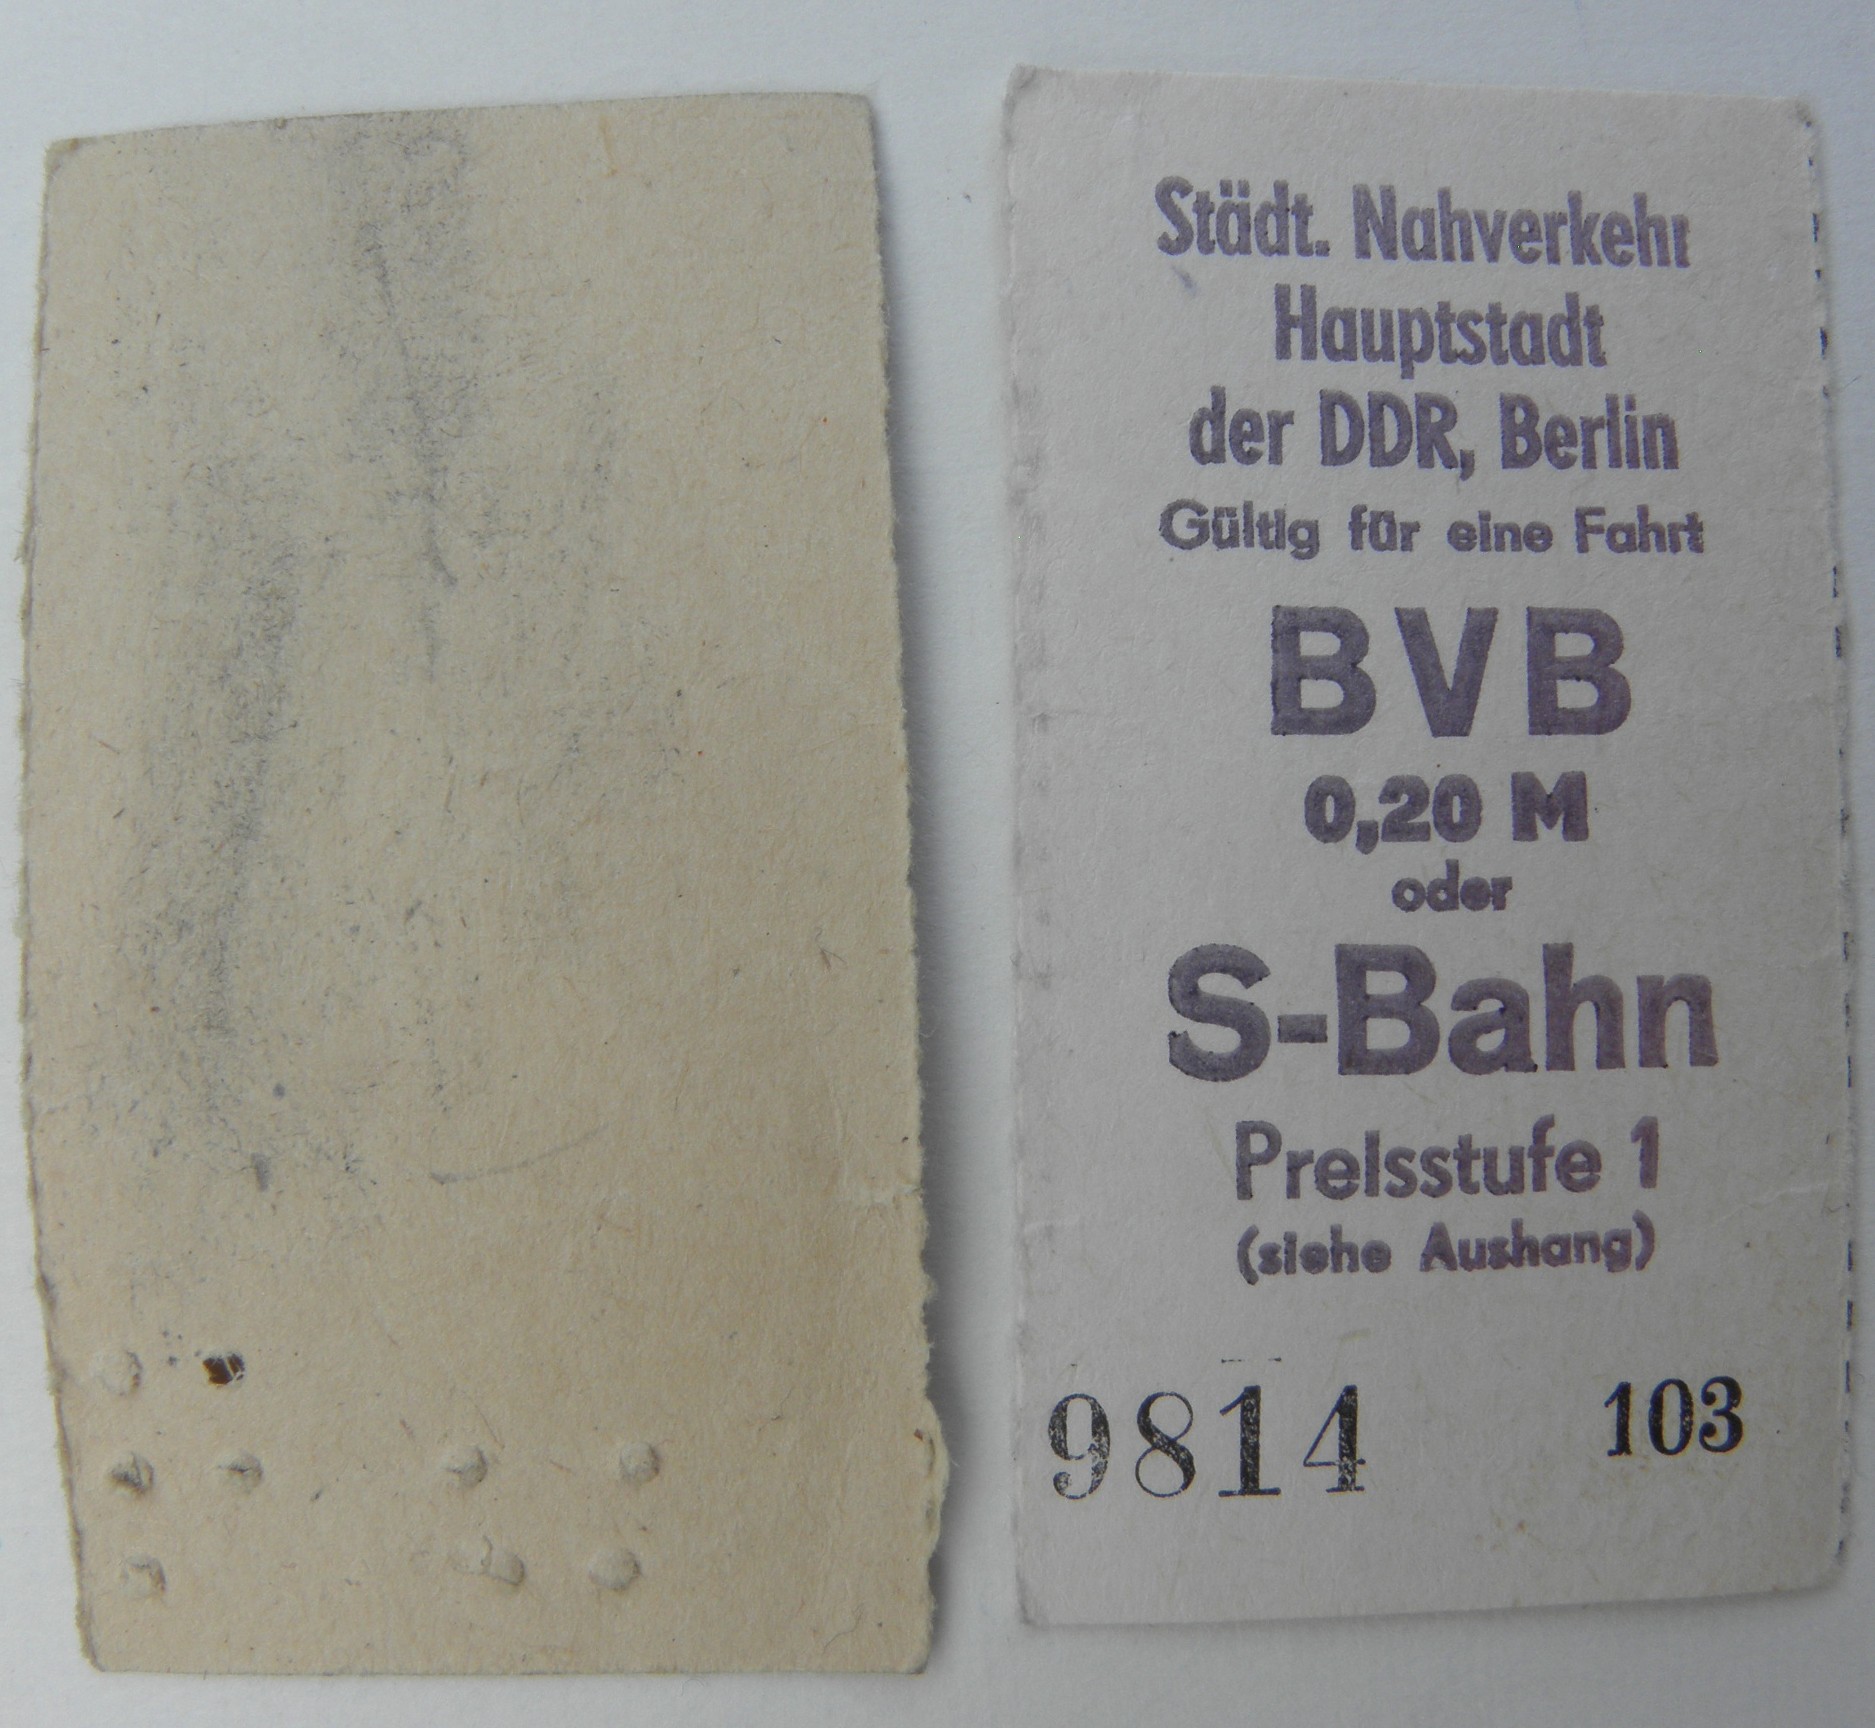 Städt. Nahverkehr
Hauptstadt
der DDR, Berlin
Gültig für eine Fahrt
BVB
0,20 M
oder
S-Bahn
Preisstufe 1
(siehe Aushang)
9814 103